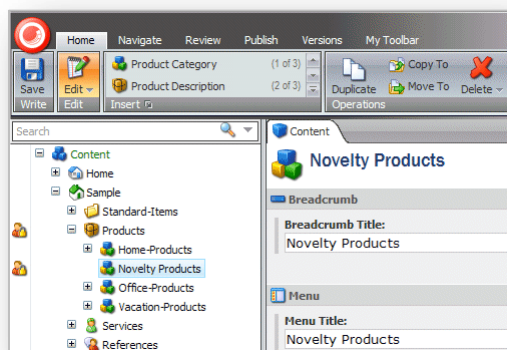 Home Navigate Review Publish Versions My Toolbar
Save
Write
Edit
Edit
Product Category (1 of 3)
Product Description (2 of 3)
Insert
Duplicate
Copy To
Move To
Delete
Operations
Search
Content
Home
Sample
Standard-Items
Products
Home-Products
Novelty Products
Office-Products
Vacation-Products
Services
References
Content
Novelty Products
Breadcrumb
Breadcrumb Title:
Novelty Products
Menu
Menu Title:
Novelty Products